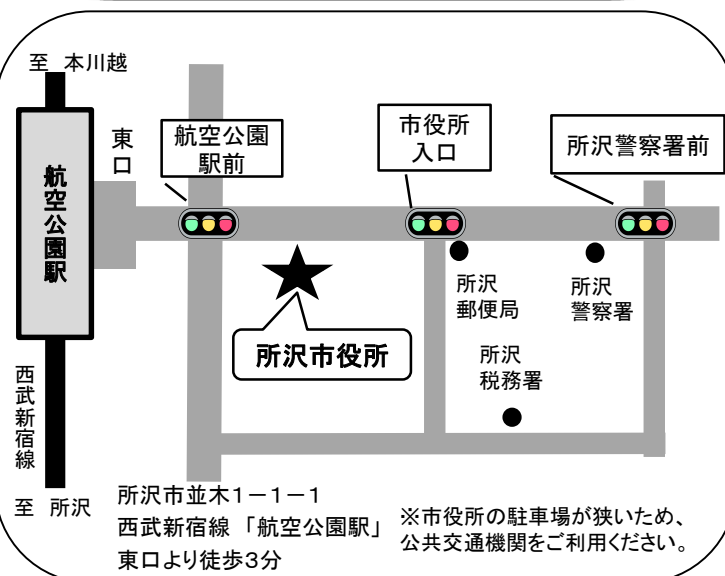 至 本川越
東口
航空公園
駅前
市役所
入口
所沢警察署前
航空公園駅
所沢
郵便局
所沢
警察署
所沢市役所
所沢
税務署
西武新宿線
至 所沢
所沢市並木1－1－1
西武新宿線 「航空公園駅」
東口より徒歩3分
※市役所の駐車場が狭いため、
公共交通機関をご利用ください。